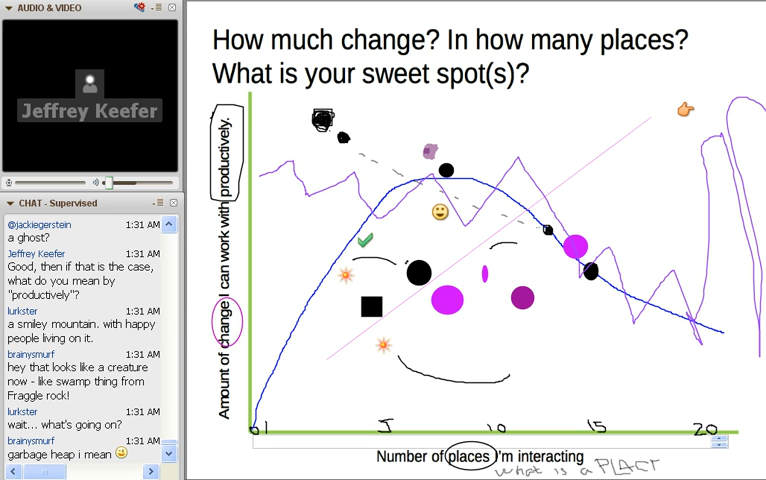 AUDIO & VIDEO
Jeffrey Keefer
CHAT - Supervised
@jackiegerstein 1:31 AM
a ghost?
Jeffrey Keefer 1:31 AM
Good, then if that is the case,
what do you mean by
"productively"?
lurkster 1:31 AM
a smiley mountain. with happy
people living on it.
brainysmurf 1:31 AM
hey that looks like a creature
now - like swamp thing from
Fraggle rock!
lurkster 1:31 AM
wait... what's going on?
brainysmurf 1:31 AM
garbage heap i mean
How much change? In how many places?
What is your sweet spot(s)?
Amount of change I can work with productively.
01 5 10 15 20
Number of places I'm interacting
what is a PLACT